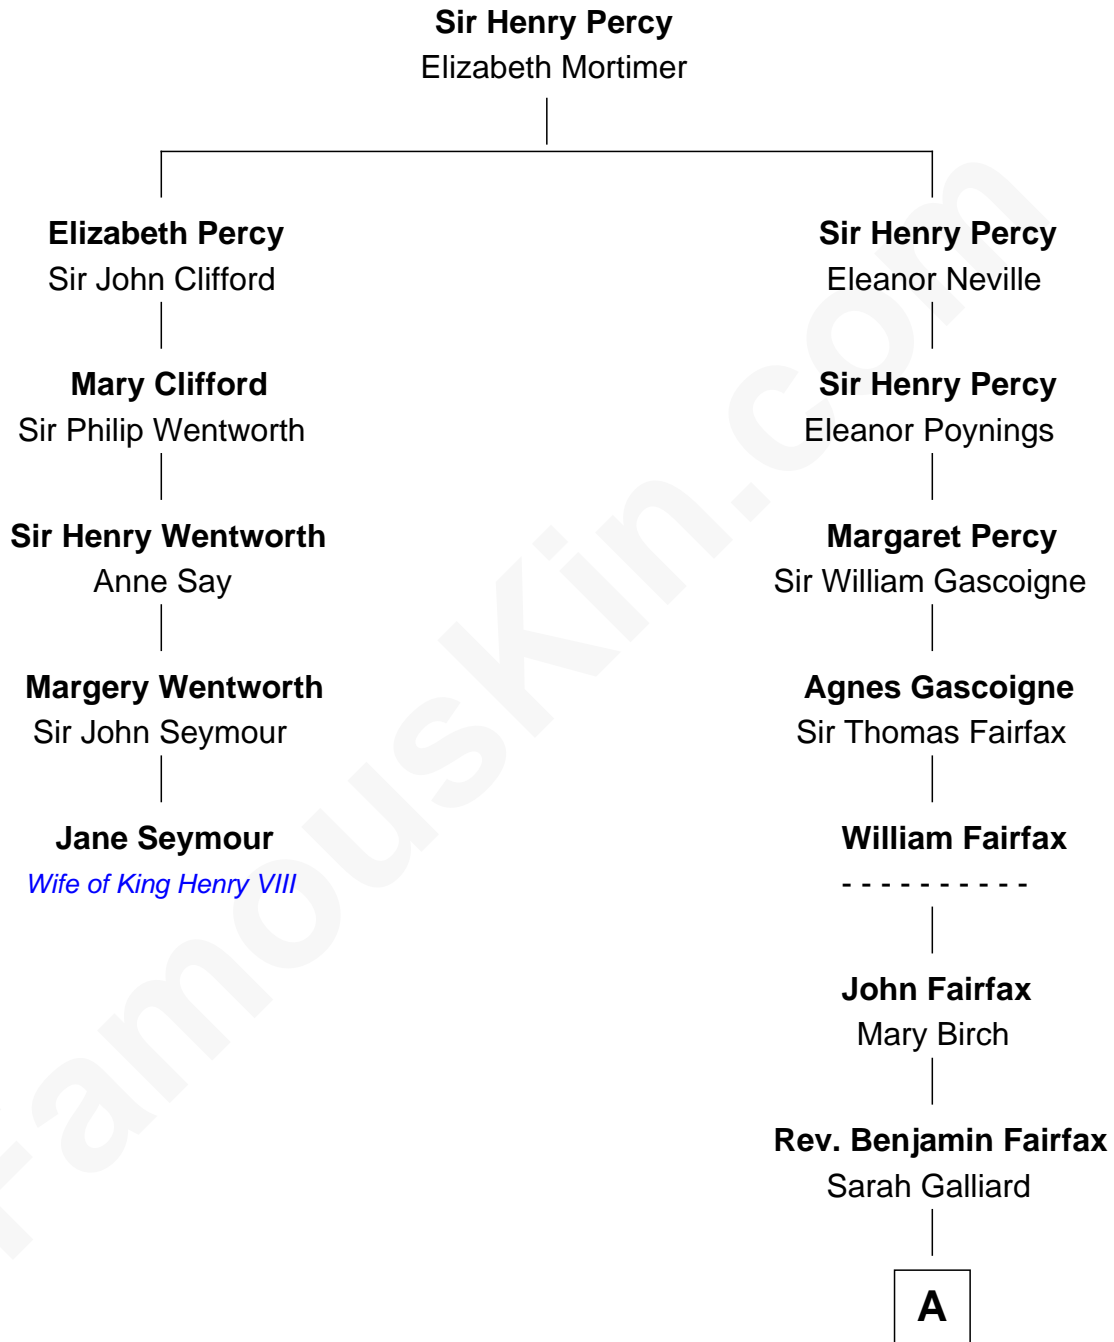 Sir Henry Percy
Elizabeth Mortimer
Elizabeth Percy
Sir John Clifford
Sir Henry Percy
Eleanor Neville
Mary Clifford
Sir Philip Wentworth
Sir Henry Percy
Eleanor Poynings
Sir Henry Wentworth
Anne Say
Margaret Percy
Sir William Gascoigne
Margery Wentworth
Sir John Seymour
Agnes Gascoigne
Sir Thomas Fairfax
Jane Seymour
Wife of King Henry VIII
William Fairfax
- - - - - - - - - -
John Fairfax
Mary Birch
Rev. Benjamin Fairfax
Sarah Galliard
A
FamousKin.com